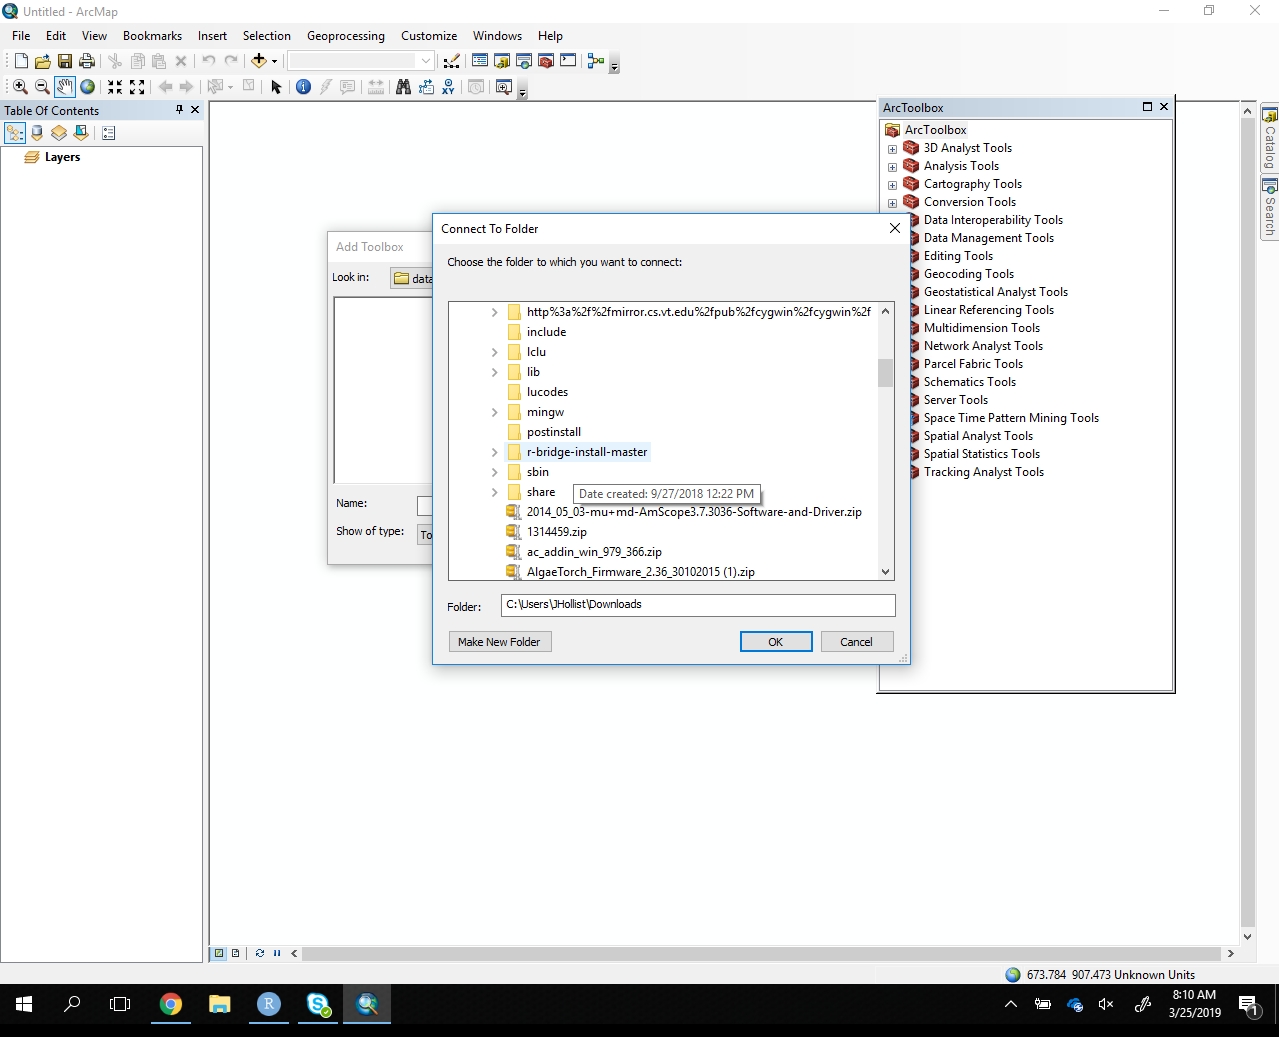 Untitled - ArcMap
File Edit View Bookmarks Insert Selection Geoprocessing Customize Windows Help
Table Of Contents
Layers
ArcToolbox
ArcToolbox
3D Analyst Tools
Analysis Tools
Cartography Tools
Conversion Tools
Data Interoperability Tools
Data Management Tools
Editing Tools
Geocoding Tools
Geostatistical Analyst Tools
Linear Referencing Tools
Multidimension Tools
Network Analyst Tools
Parcel Fabric Tools
Schematics Tools
Server Tools
Space Time Pattern Mining Tools
Spatial Analyst Tools
Spatial Statistics Tools
Tracking Analyst Tools
Catalog
Search
Add Toolbox
Look in: data
Name:
Show of type: To
Connect To Folder
Choose the folder to which you want to connect:
http%3a%2f%2fmirror.cs.vt.edu%2fpub%2fcygwin%2fcygwin%2f
include
lclu
lib
lucodes
mingw
postinstall
r-bridge-install-master
sbin
share
Date created: 9/27/2018 12:22 PM
2014_05_03-mu+md-AmScope3.7.3036-Software-and-Driver.zip
1314459.zip
ac_addin_win_979_366.zip
AlgaeTorch_Firmware_2.36_30102015 (1).zip
Folder: C:\Users\JHollist\Downloads
Make New Folder OK Cancel
673.784 907.473 Unknown Units
8:10 AM
3/25/2019
1